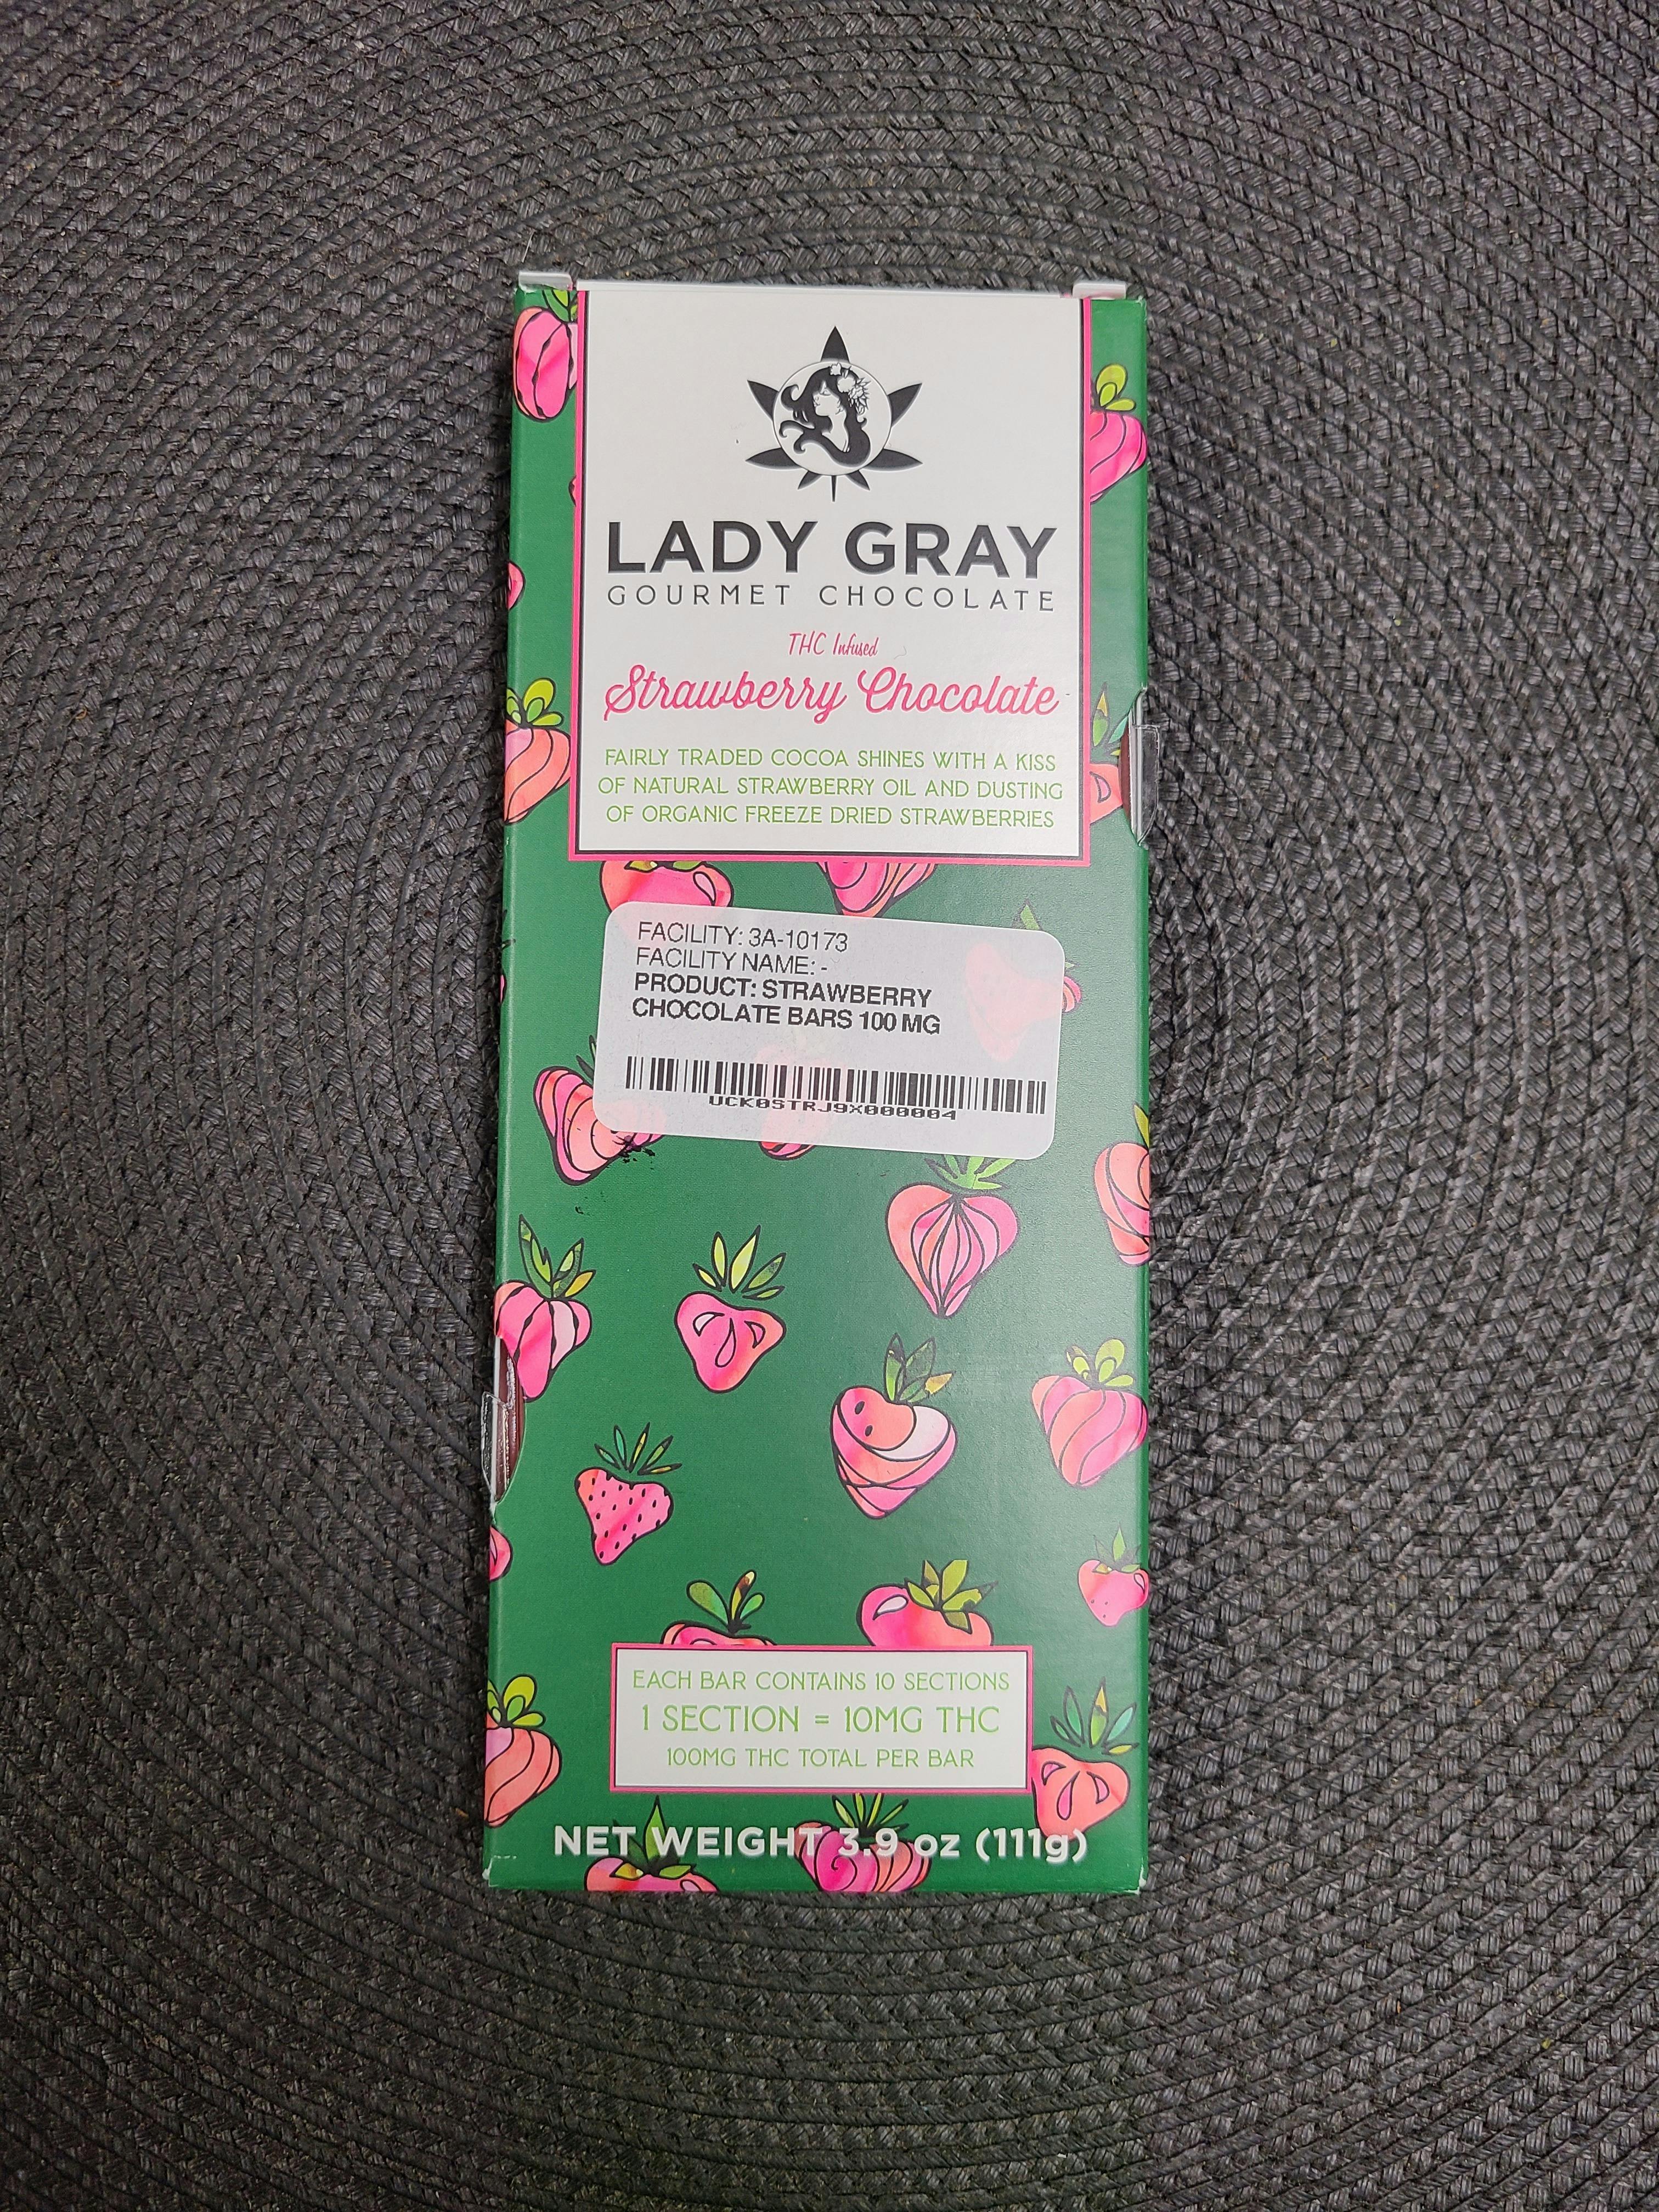 LADY GRAY
GOURMET CHOCOLATE
THC Infused
Strawberry Chocolate
FAIRLY TRADED COCOA SHINES WITH A KISS
OF NATURAL STRAWBERRY OIL AND DUSTING
OF ORGANIC FREEZE DRIED STRAWBERRIES
FACILITY: 3A-10173
FACILITY NAME: -
PRODUCT: STRAWBERRY
CHOCOLATE BARS 100 MG
UCK0STRJ9X000004
EACH BAR CONTAINS 10 SECTIONS
1 SECTION = 10MG THC
100MG THC TOTAL PER BAR
NET WEIGHT 3.9 oz (111g)